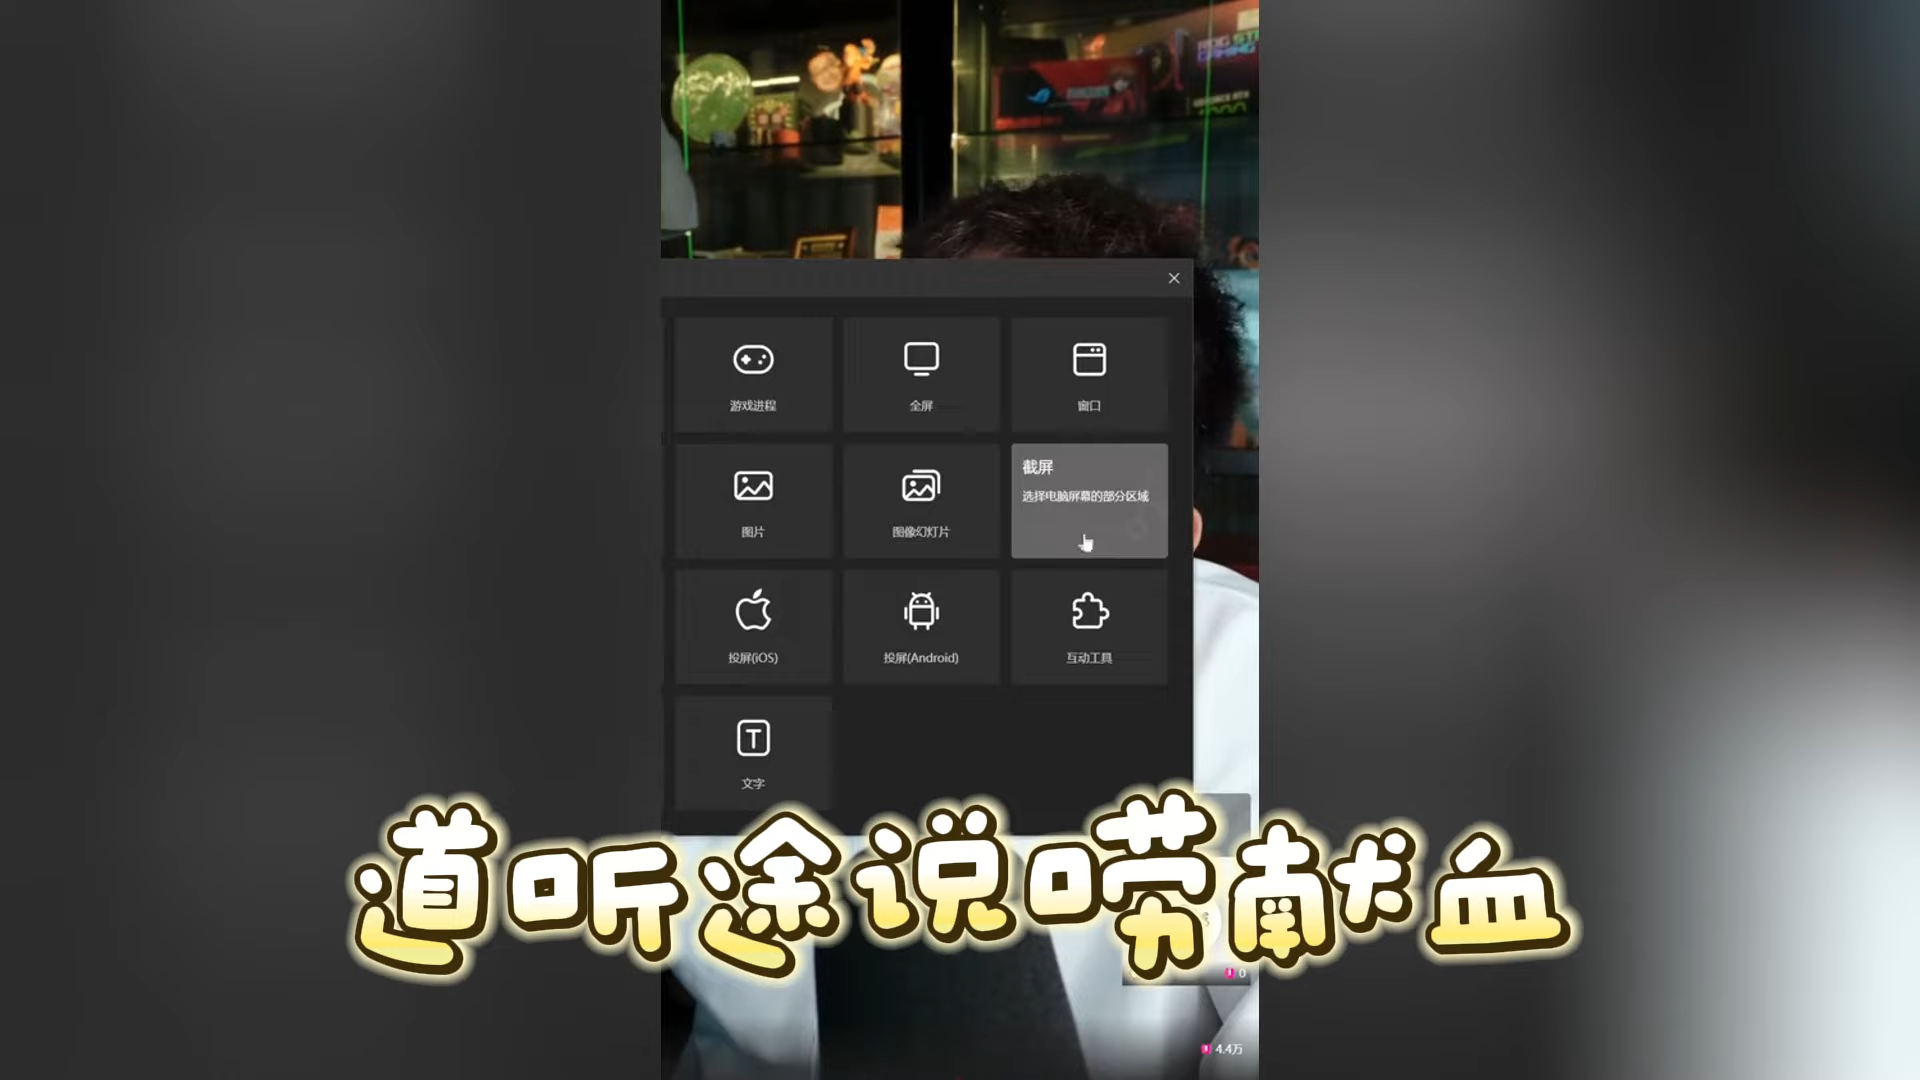 游戏进程
全屏
窗口
图片
图像幻灯片
截屏
选择电脑屏幕的部分区域
投屏(iOS)
投屏(Android)
互动工具
文字
道听途说唠献血
0
4.4万